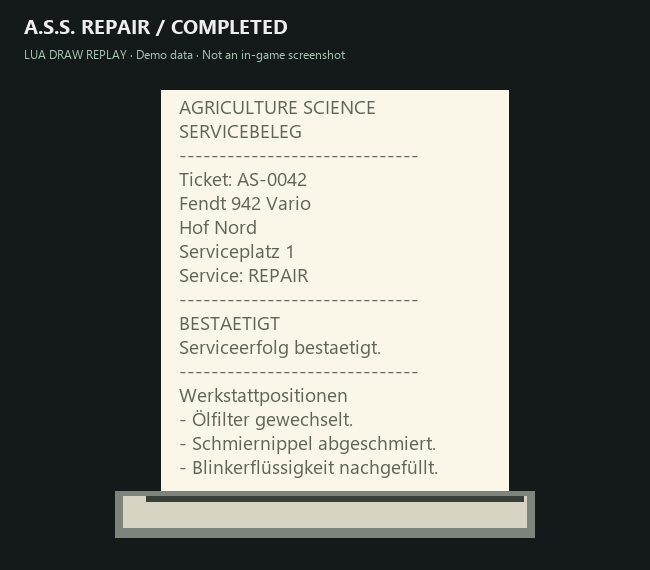 A.S.S. REPAIR / COMPLETED
LUA DRAW REPLAY · Demo data · Not an in-game screenshot
AGRICULTURE SCIENCE
SERVICEBELEG
------------------------------
Ticket: AS-0042
Fendt 942 Vario
Hof Nord
Serviceplatz 1
Service: REPAIR
------------------------------
BESTAETIGT
Serviceerfolg bestaetigt.
------------------------------
Werkstattpositionen
- Ölfilter gewechselt.
- Schmiernippel abgeschmiert.
- Blinkerflüssigkeit nachgefüllt.